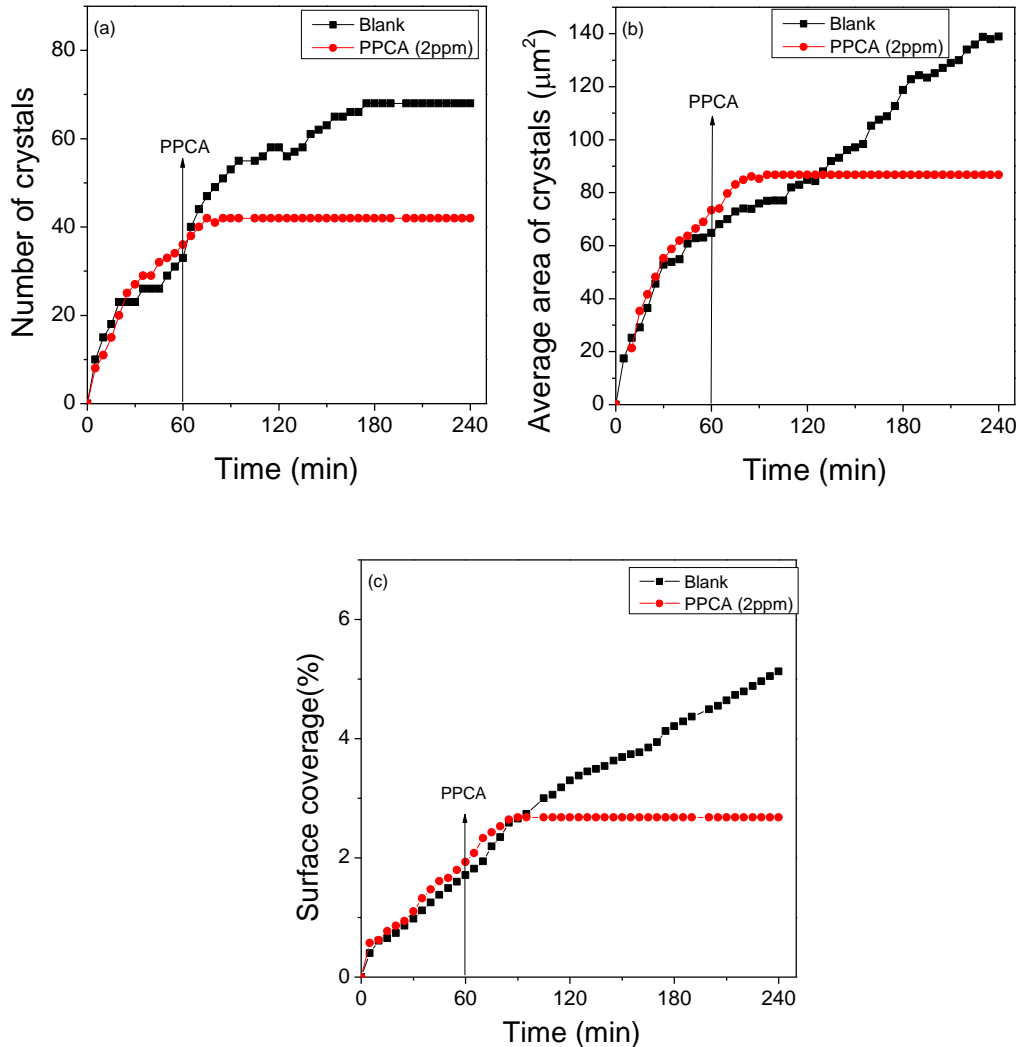 (a)
Blank
PPCA (2ppm)
PPCA
Number of crystals
80
60
40
20
0
0 60 120 180 240
Time (min)
(b)
Blank
PPCA (2ppm)
PPCA
Average area of crystals (μm²)
140
120
100
80
60
40
20
0
0 60 120 180 240
Time (min)
(c)
Blank
PPCA (2ppm)
PPCA
Surface coverage(%)
6
4
2
0
0 60 120 180 240
Time (min)